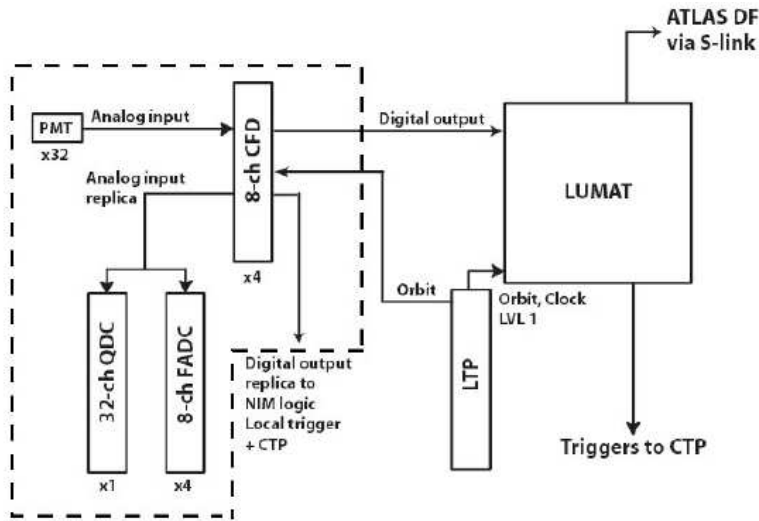 ATLAS DF
via S-link
PMT
x32
Analog input
8-ch CFD
x4
Digital output
LUMAT
Analog input
replica
Orbit
Orbit, Clock
LVL 1
LTP
32-ch QDC
x1
8-ch FADC
x4
Digital output
replica to
NIM logic
Local trigger
+ CTP
Triggers to CTP